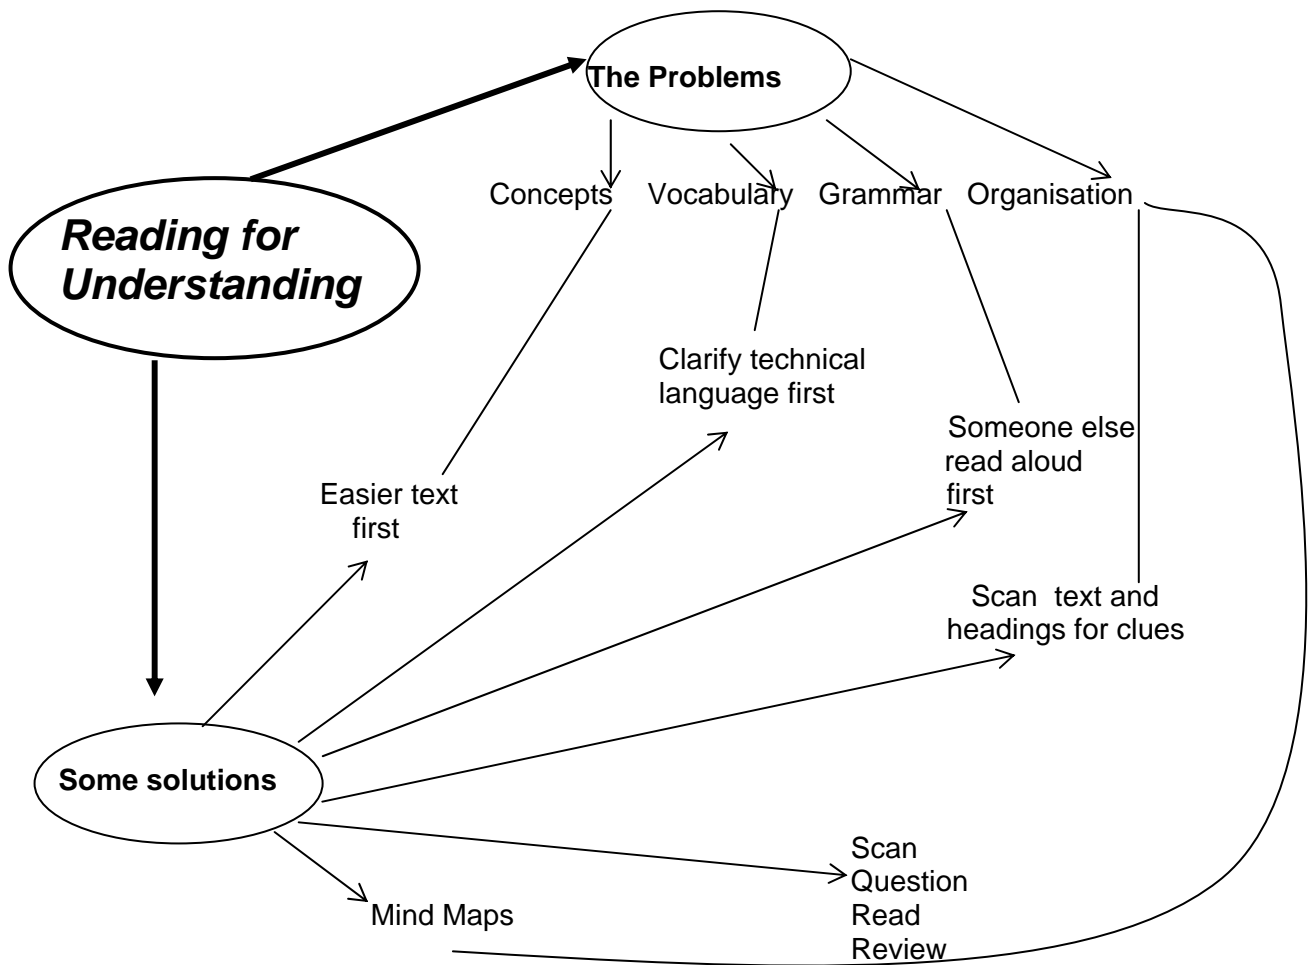 The Problems
Concepts Vocabulary Grammar Organisation
Reading for
Understanding
Clarify technical
language first
Someone else
read aloud
first
Easier text
first
Scan text and
headings for clues
Some solutions
Scan
Question
Read
Review
Mind Maps